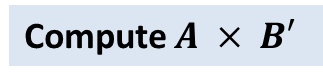 Compute A × B′